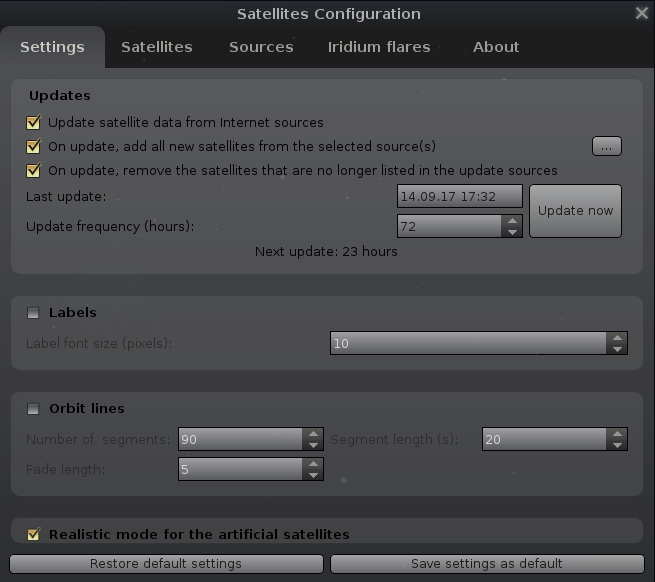 Satellites Configuration
Settings Satellites Sources Iridium flares About
Updates
Update satellite data from Internet sources
On update, add all new satellites from the selected source(s) ...
On update, remove the satellites that are no longer listed in the update sources
Last update: 14.09.17 17:32 Update now
Update frequency (hours): 72
Next update: 23 hours
Labels
Label font size (pixels): 10
Orbit lines
Number of segments: 90 Segment length (s): 20
Fade length: 5
Realistic mode for the artificial satellites
Restore default settings Save settings as default